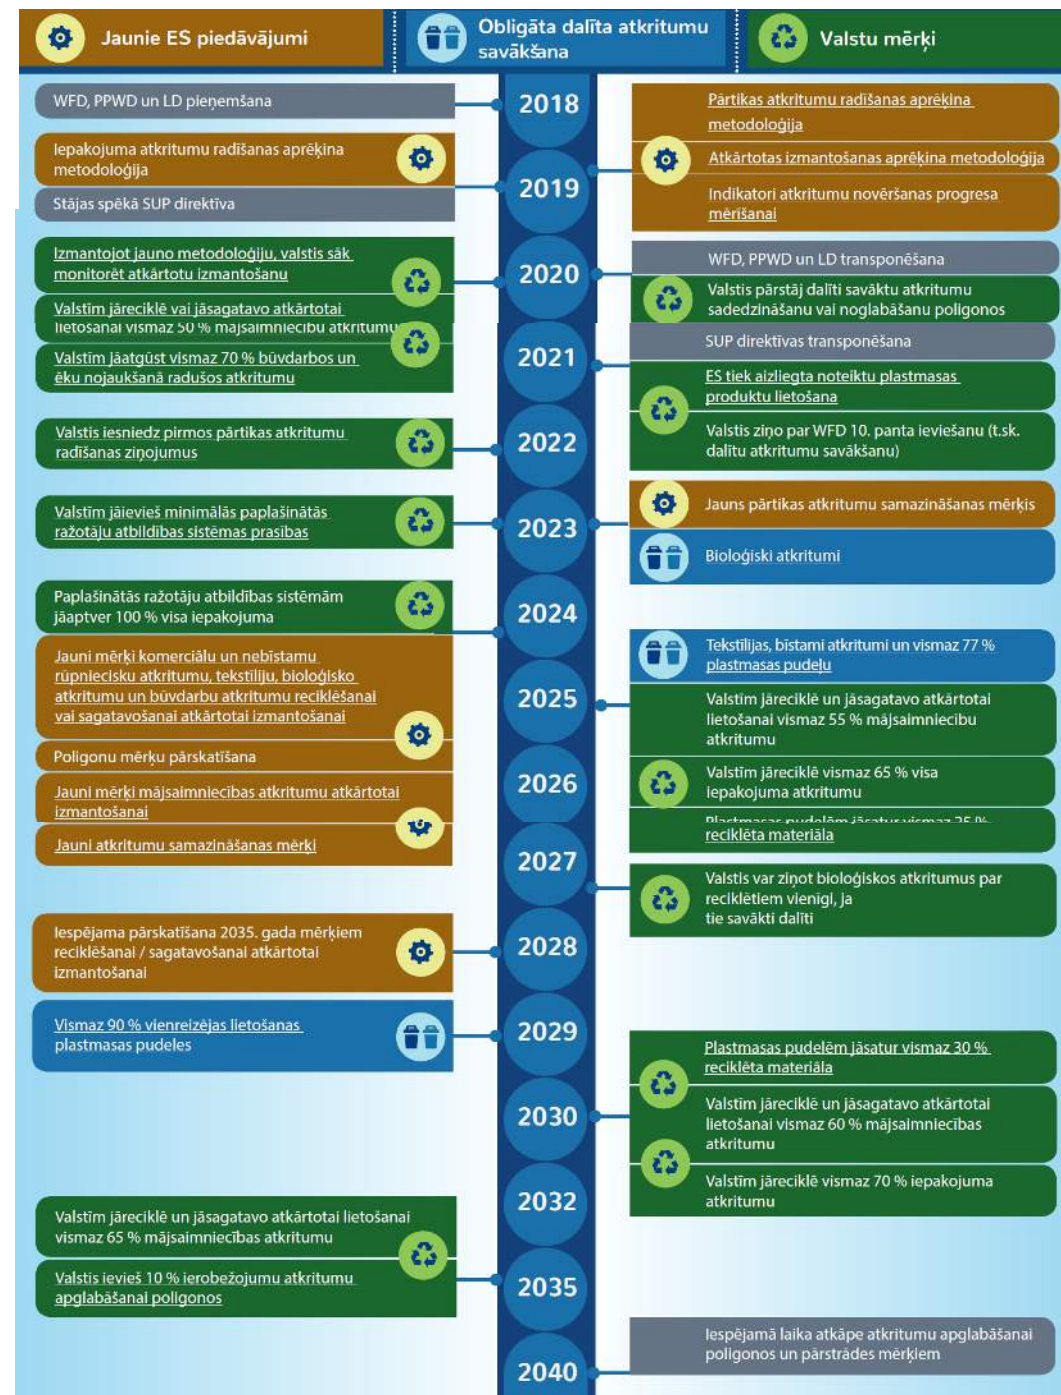 Jaunie ES piedāvājumi
Obligāta dalīta atkritumu
savākšana
Valstu mērķi
2018
WFD, PPWD un LD pieņemšana
Pārtikas atkritumu radīšanas aprēķina
metodoloģija
Iepakojuma atkritumu radīšanas aprēķina
metodoloģija
Atkārtotas izmantošanas aprēķina metodoloģija
2019
Stājas spēkā SUP direktīva
Indikatori atkritumu novēršanas progresa
mērīšanai
Izmantojot jauno metodoloģiju, valstis sāk
monitorēt atkārtotu izmantošanu
2020
WFD, PPWD un LD transponēšana
Valstis pārstāj dalīti savāktu atkritumu
sadedzināšanu vai noglabāšanu poligonos
Valstīm jāreciklē vai jāsagatavo atkārtotai
lietošanai vismaz 50 % mājsaimniecību atkritumu
2021
SUP direktīvas transponēšana
Valstīm jāatgūst vismaz 70 % būvdarbos un
ēku nojaukšanā radušos atkritumu
ES tiek aizliegta noteiktu plastmasas
produktu lietošana
Valstis iesniedz pirmos pārtikas atkritumu
radīšanas ziņojumus
2022
Valstis ziņo par WFD 10. panta ieviešanu (t.sk.
dalītu atkritumu savākšanu)
Valstīm jāievieš minimālās paplašinātās
ražotāju atbildības sistēmas prasības
2023
Jauns pārtikas atkritumu samazināšanas mērķis
Bioloģiski atkritumi
Paplašinātās ražotāju atbildības sistēmām
jāaptver 100 % visa iepakojuma
2024
Tekstilijas, bīstami atkritumi un vismaz 77 %
plastmasas pudeļu
Jauni mērķi komerciālu un nebīstamu
rūpniecisku atkritumu, tekstiliju, bioloģisko
atkritumu un būvdarbu atkritumu reciklēšanai
vai sagatavošanai atkārtotai izmantošanai
2025
Valstīm jāreciklē un jāsagatavo atkārtotai
lietošanai vismaz 55 % mājsaimniecību
atkritumu
Poligonu mērķu pārskatīšana
2026
Valstīm jāreciklē vismaz 65 % visa
iepakojuma atkritumu
Jauni mērķi mājsaimniecības atkritumu atkārtotai
izmantošanai
Plastmasas pudelēm jāsatur vismaz 25 %
reciklēta materiāla
Jauni atkritumu samazināšanas mērķi
2027
Valstis var ziņot bioloģiskos atkritumus par
reciklētiem vienīgi, ja
tie savākti dalīti
Iespējama pārskatīšana 2035. gada mērķiem
reciklēšanai / sagatavošanai atkārtotai
izmantošanai
2028
Vismaz 90 % vienreizējas lietošanas
plastmasas pudeles
2029
Plastmasas pudelēm jāsatur vismaz 30 %
reciklēta materiāla
2030
Valstīm jāreciklē un jāsagatavo atkārtotai
lietošanai vismaz 60 % mājsaimniecības
atkritumu
Valstīm jāreciklē vismaz 70 % iepakojuma
atkritumu
2032
Valstīm jāreciklē un jāsagatavo atkārtotai lietošanai
vismaz 65 % mājsaimniecības atkritumu
Valstis ievieš 10 % ierobežojumu atkritumu
apglabāšanai poligonos
2035
Iespējamā laika atkāpe atkritumu apglabāšanai
poligonos un pārstrādes mērķiem
2040